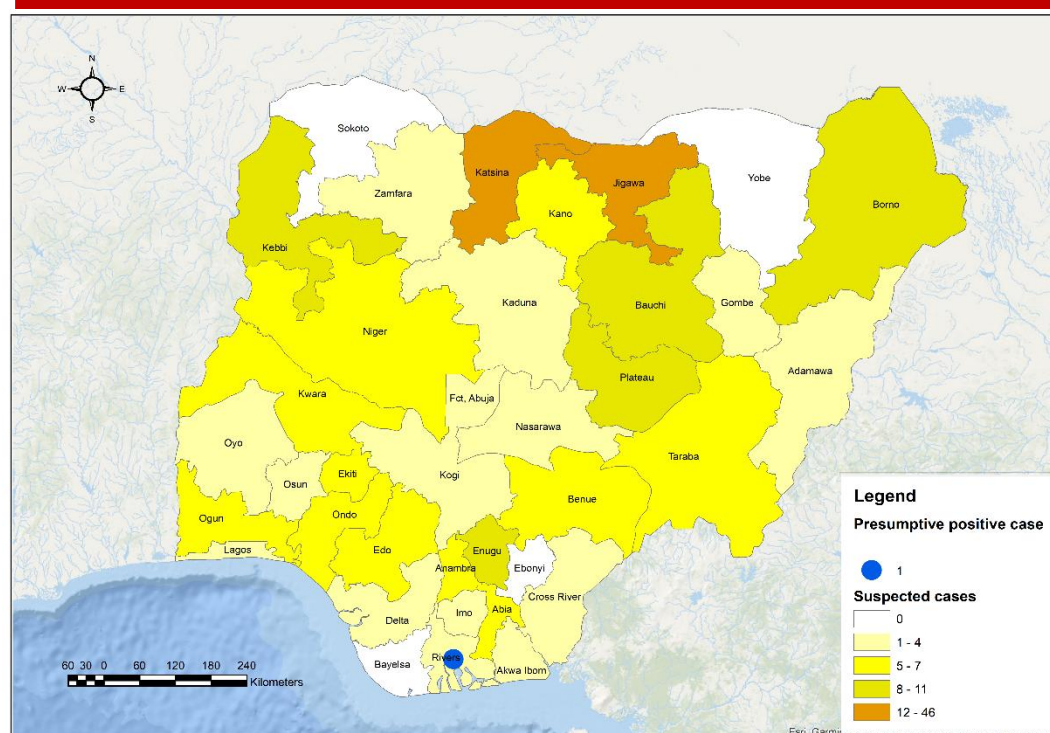 N
W E
S
Sokoto
Katsina
Jigawa
Yobe
Borno
Zamfara
Kano
Kebbi
Kaduna
Bauchi
Gombe
Niger
Adamawa
Plateau
Fct, Abuja
Kwara
Nasarawa
Oyo
Taraba
Kogi
Osun
Ekiti
Benue
Ogun
Ondo
Lagos
Edo
Enugu
Anambra
Ebonyi
Cross River
Imo
Abia
Delta
Rivers
Bayelsa
Akwa Ibom
60 30 0 60 120 180 240
Kilometers
Legend
Presumptive positive case
1
Suspected cases
0
1 - 4
5 - 7
8 - 11
12 - 46